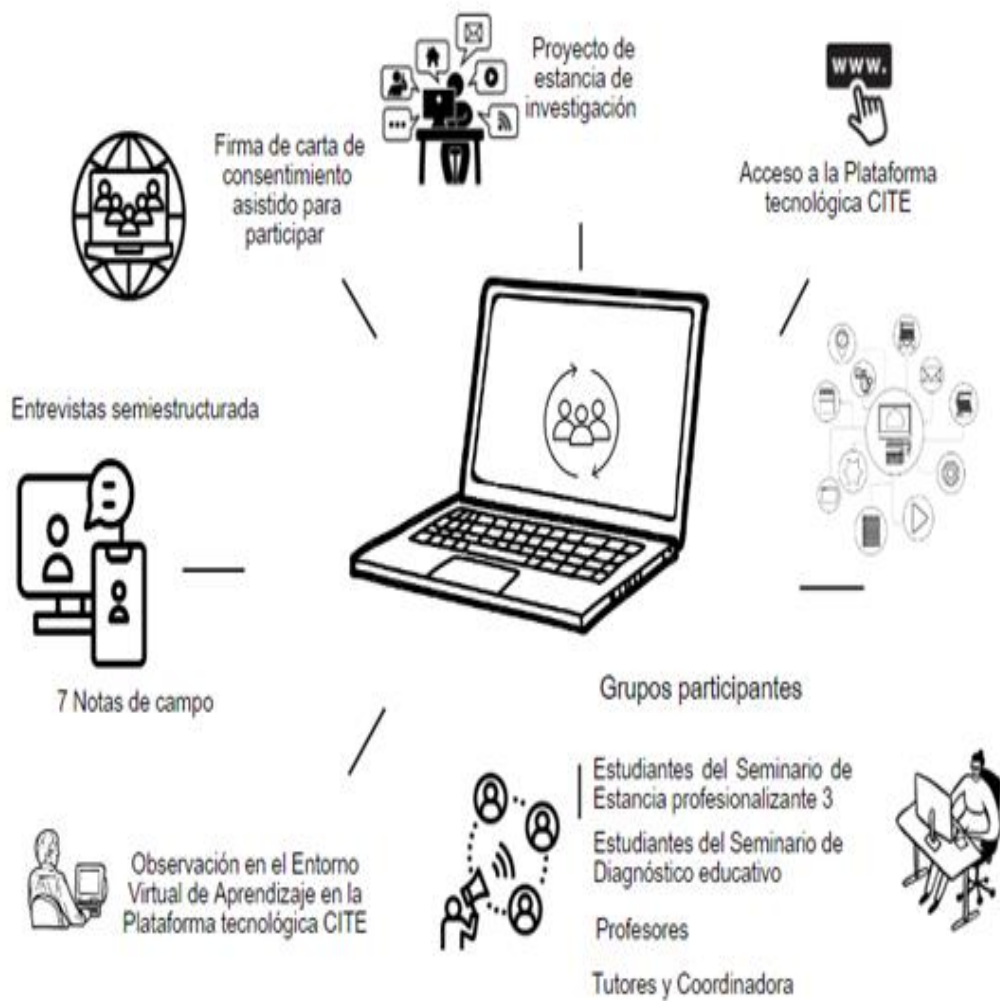 Proyecto de
estancia de
investigación
www.
Firma de carta de
consentimiento
asistido para
participar
Acceso a la Plataforma
tecnológica CITE
Entrevistas semiestructurada
7 Notas de campo
Grupos participantes
Estudiantes del Seminario de
Estancia profesionalizante 3
Estudiantes del Seminario de
Diagnóstico educativo
Profesores
Tutores y Coordinadora
Observación en el Entorno
Virtual de Aprendizaje en la
Plataforma tecnológica CITE